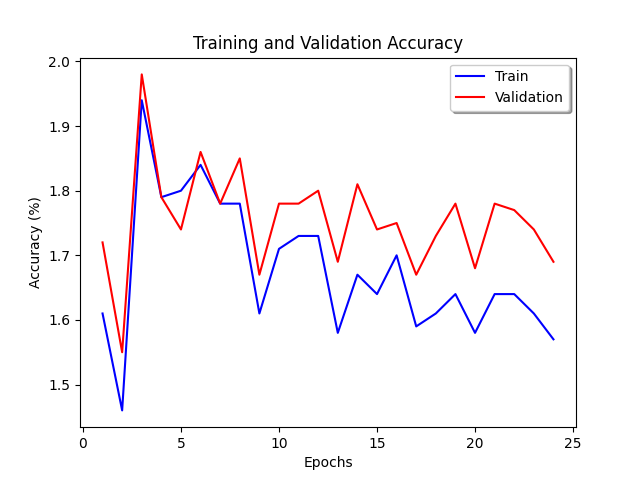 Training and Validation Accuracy
Train
Validation
2.0
1.9
1.8
1.7
1.6
1.5
Accuracy (%)
0
5
10
15
20
25
Epochs